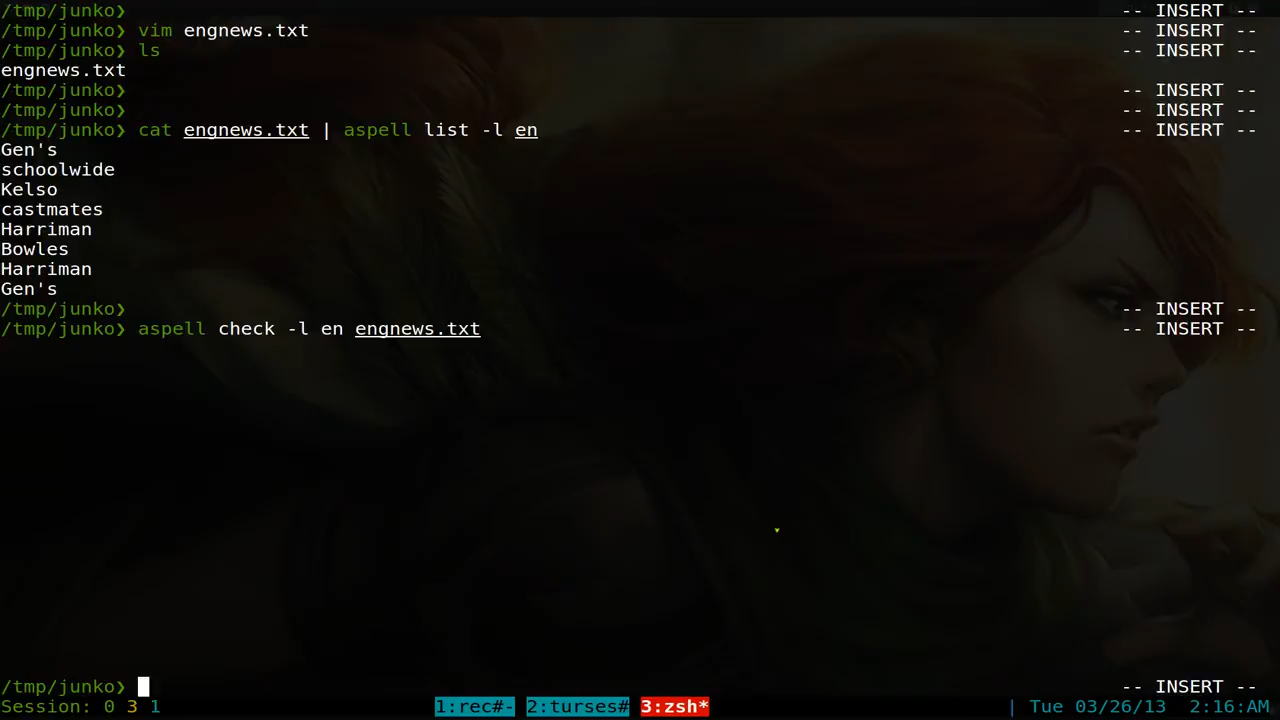 /tmp/junko❯ -- INSERT --
/tmp/junko❯ vim engnews.txt -- INSERT --
/tmp/junko❯ ls -- INSERT --
engnews.txt
/tmp/junko❯ -- INSERT --
/tmp/junko❯ -- INSERT --
/tmp/junko❯ cat engnews.txt | aspell list -l en -- INSERT --
Gen's
schoolwide
Kelso
castmates
Harriman
Bowles
Harriman
Gen's
/tmp/junko❯ -- INSERT --
/tmp/junko❯ aspell check -l en engnews.txt -- INSERT --
/tmp/junko❯ -- INSERT --
Session: 0 3 1 1:rec#- 2:turses# 3:zsh* | Tue 03/26/13 2:16:AM